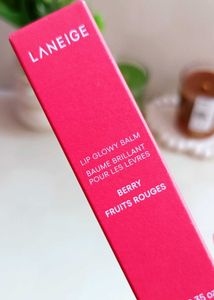 LANEIGE
LIP GLOWY BALM
BAUME BRILLANT
POUR LES LÈVRES
BERRY
FRUITS ROUGES